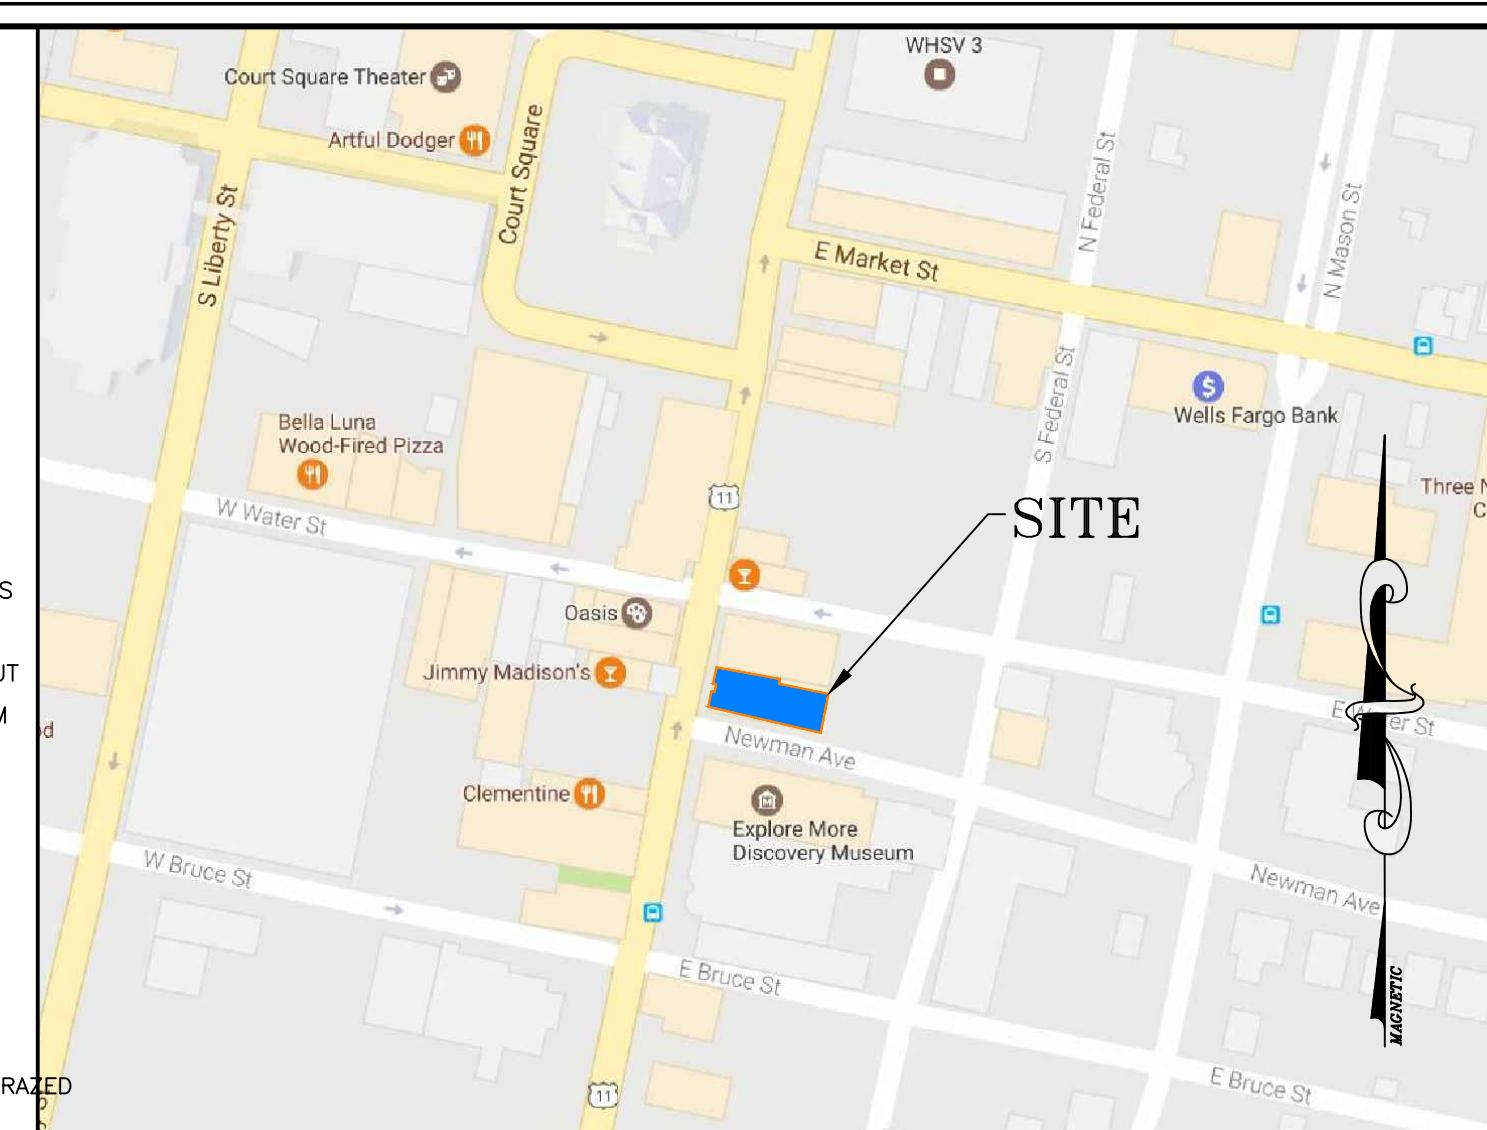 WHSV 3
Court Square Theater
Artful Dodger
Court Square
N Federal St
N Mason St
S Liberty St
E Market St
S Federal St
Wells Fargo Bank
Bella Luna
Wood-Fired Pizza
11
SITE
Three
C
W Water St
S
Oasis
UT
Jimmy Madison's
M
E Water St
d
Newman Ave
Clementine
Explore More
Discovery Museum
W Bruce St
Newman Ave
E Bruce St
MAGNETIC
RAZED
11
E Bruce St